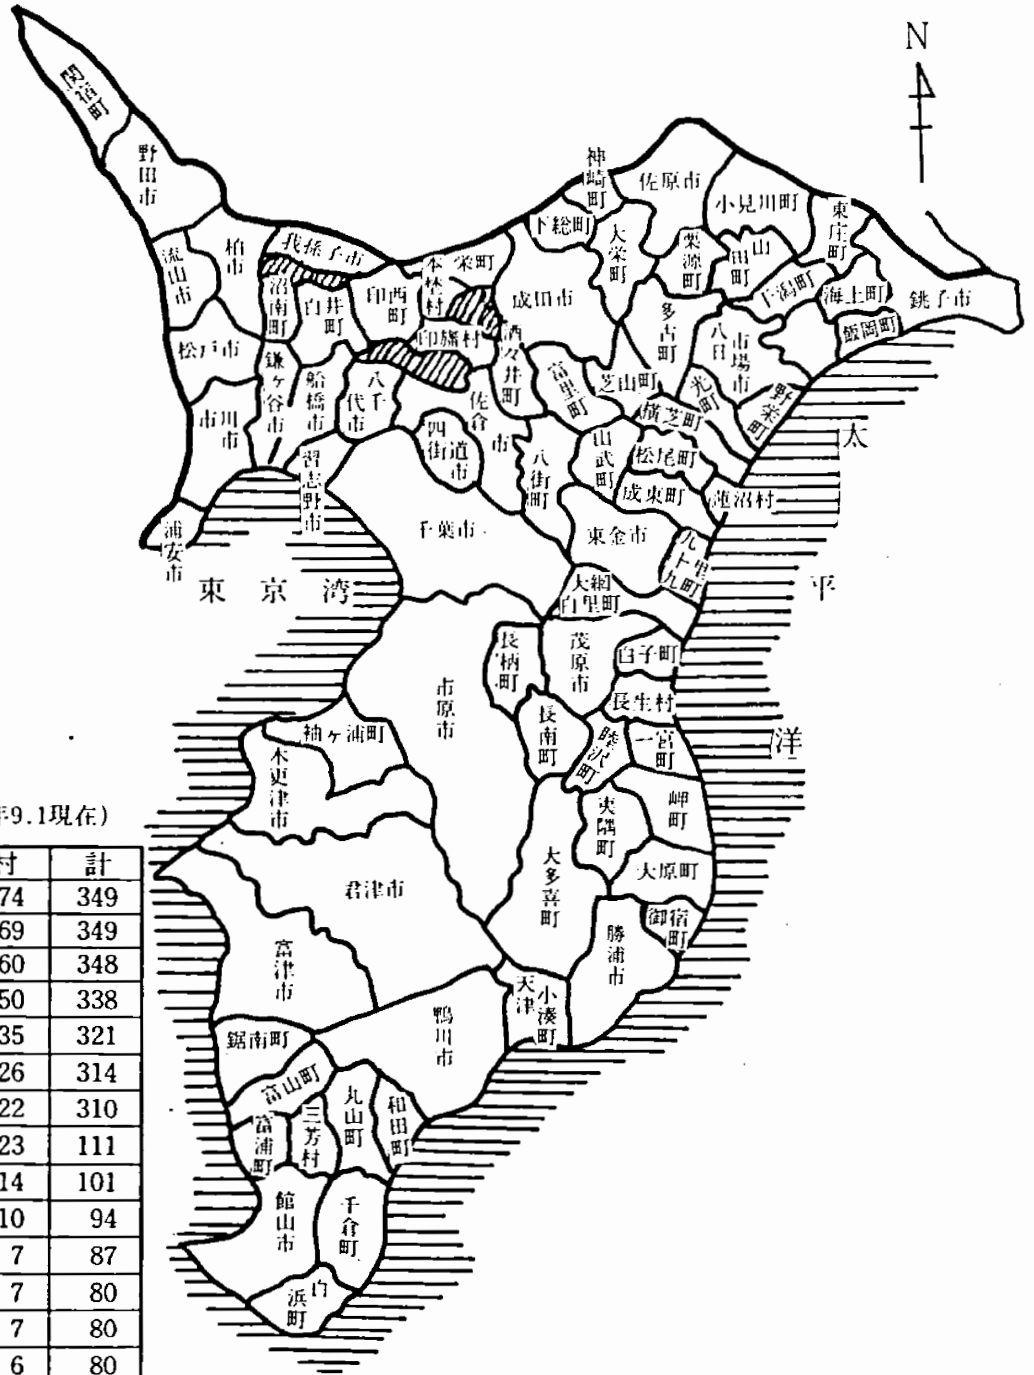 N
関宿町
野田市
流山市
柏市
我孫子市
沼南町
白井町
印西町
本埜村
栄町
印旛村
成田市
下総町
神崎町
大栄町
佐原市
栗源町
小見川町
山田町
東庄町
干潟町
海上町
銚子市
飯岡町
多古町
八日市場市
光町
野栄町
松戸市
鎌ヶ谷市
船橋市
八千代市
市川市
習志野市
浦安市
佐倉市
四街道市
酒々井町
富里町
八街町
芝山町
横芝町
山武町
松尾町
成東町
蓮沼村
千葉市
東金市
九十九里町
大網白里町
東京湾
太平洋
市原市
長柄町
茂原市
白子町
長生村
長南町
睦沢町
一宮町
袖ヶ浦町
木更津市
夷隅町
岬町
大多喜町
大原町
君津市
勝浦市
御宿町
富津市
天津小湊町
鴨川市
鋸南町
富山町
丸山町
和田町
富浦町
三芳村
館山市
千倉町
白浜町
年9.1現在)
村 計
74 349
69 349
60 348
50 338
35 321
26 314
22 310
23 111
14 101
10 94
7 87
7 80
7 80
6 80